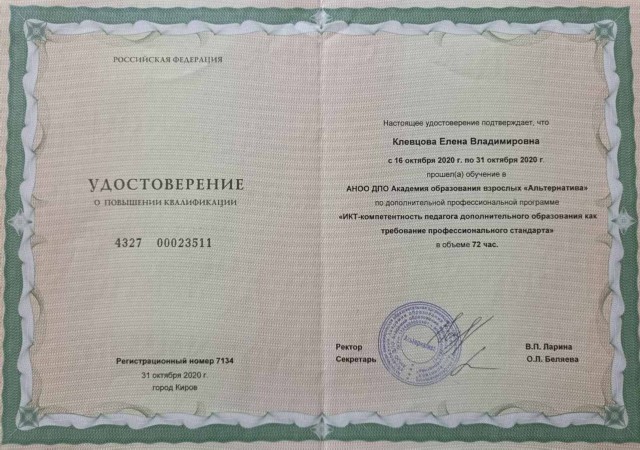 РОССИЙСКАЯ ФЕДЕРАЦИЯ
УДОСТОВЕРЕНИЕ
О ПОВЫШЕНИИ КВАЛИФИКАЦИИ
4327 00023511
Регистрационный номер 7134
31 октября 2020 г.
город Киров
Настоящее удостоверение подтверждает, что
Клевцова Елена Владимировна
с 16 октября 2020 г. по 31 октября 2020 г.
прошел(а) обучение в
АНОО ДПО Академия образования взрослых «Альтернатива»
по дополнительной профессиональной программе
«ИКТ-компетентность педагога дополнительного образования как
требование профессионального стандарта»
в объеме 72 час.
Ректор В.П. Ларина
Секретарь О.Л. Беляева